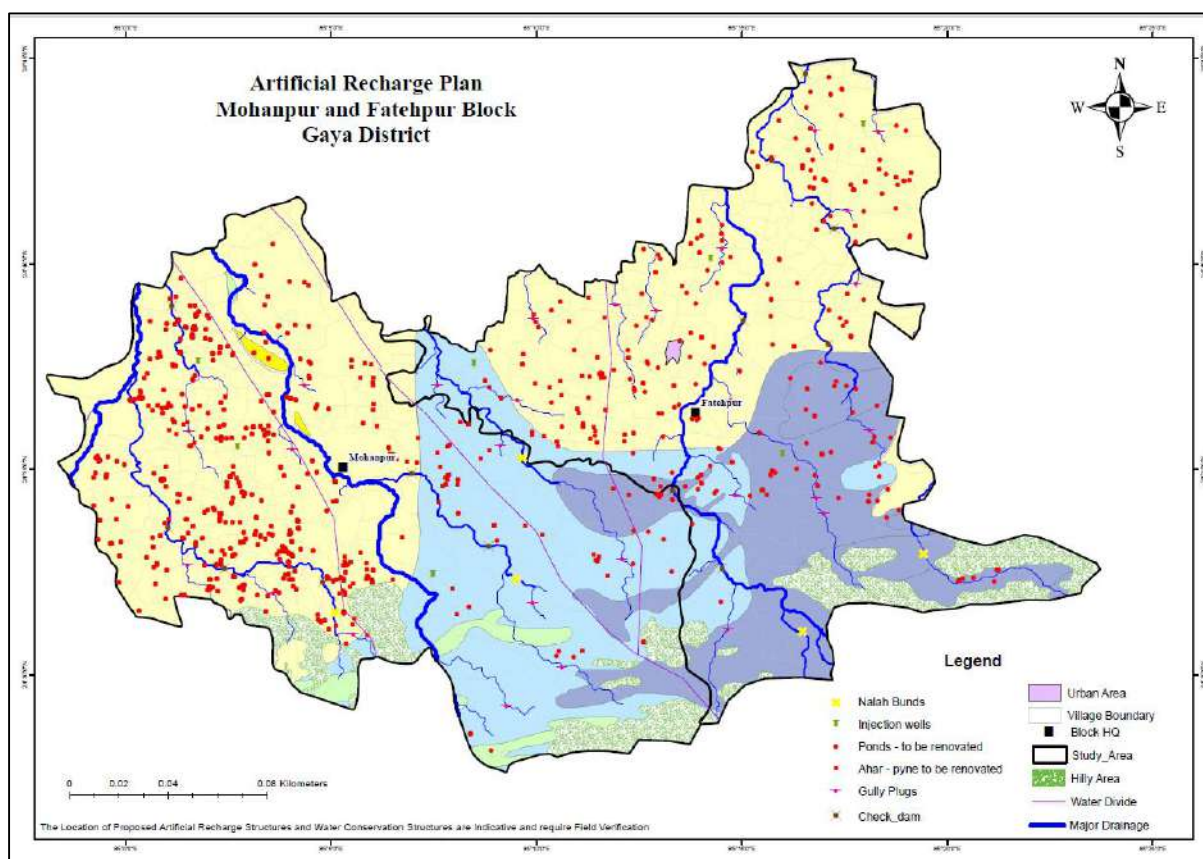 Artificial Recharge Plan
Mohanpur and Fatehpur Block
Gaya District
N
W
E
S
Fatehpur
Mohanpur
Legend
Nalah Bunds
Injection wells
Ponds - to be renovated
Ahar - pyne to be renovated
Gully Plugs
Check_dam
Urban Area
Village Boundary
Block HQ
Study_Area
Hilly Area
Water Divide
Major Drainage
0 0.02 0.04 0.08 Kilometers
The Location of Proposed Artificial Recharge Structures and Water Conservation Structures are Indicative and require Field Verification